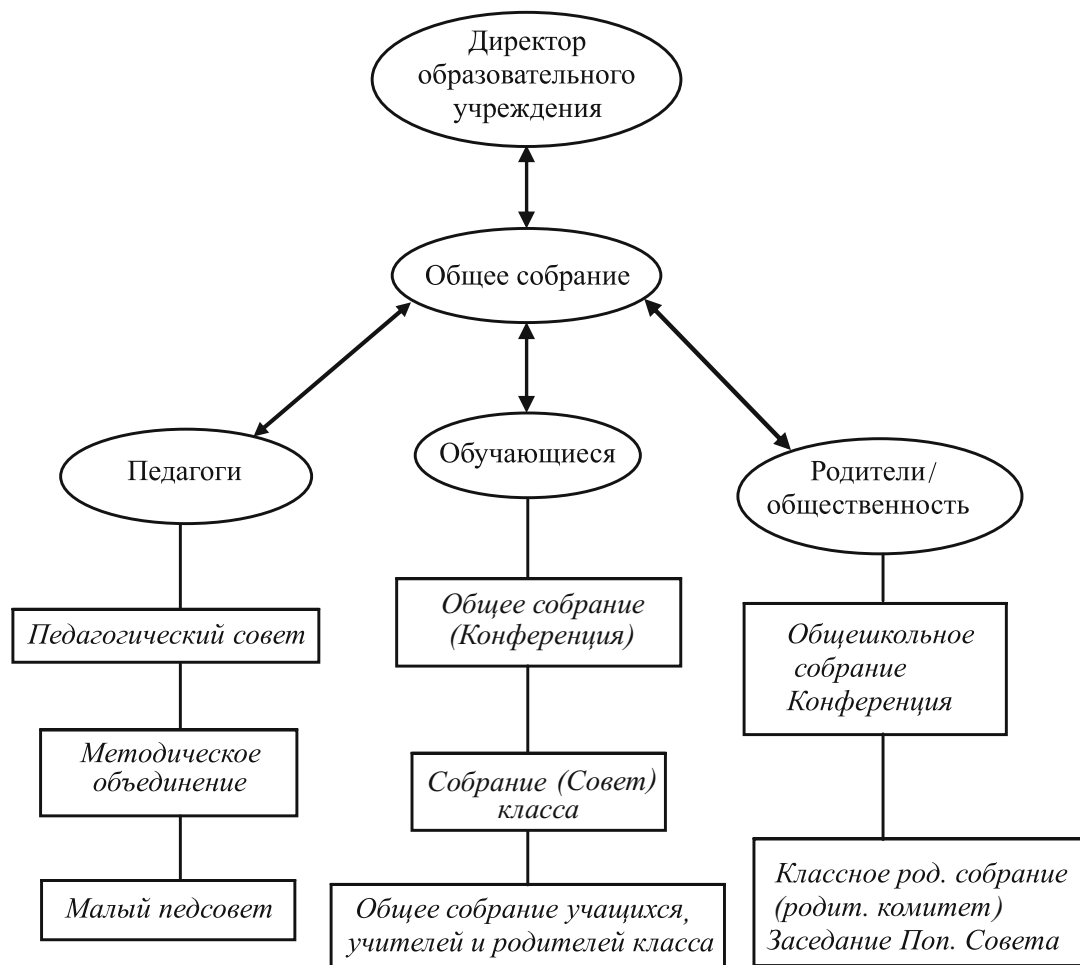 Директор
образовательного
учреждения
Общее собрание
Педагоги
Обучающиеся
Родители/
общественность
Педагогический совет
Методическое
объединение
Малый педсовет
Общее собрание
(Конференция)
Собрание (Совет)
класса
Общее собрание учащихся,
учителей и родителей класса
Общешкольное
собрание
Конференция
Классное род. собрание
(родит. комитет)
Заседание Поп. Совета